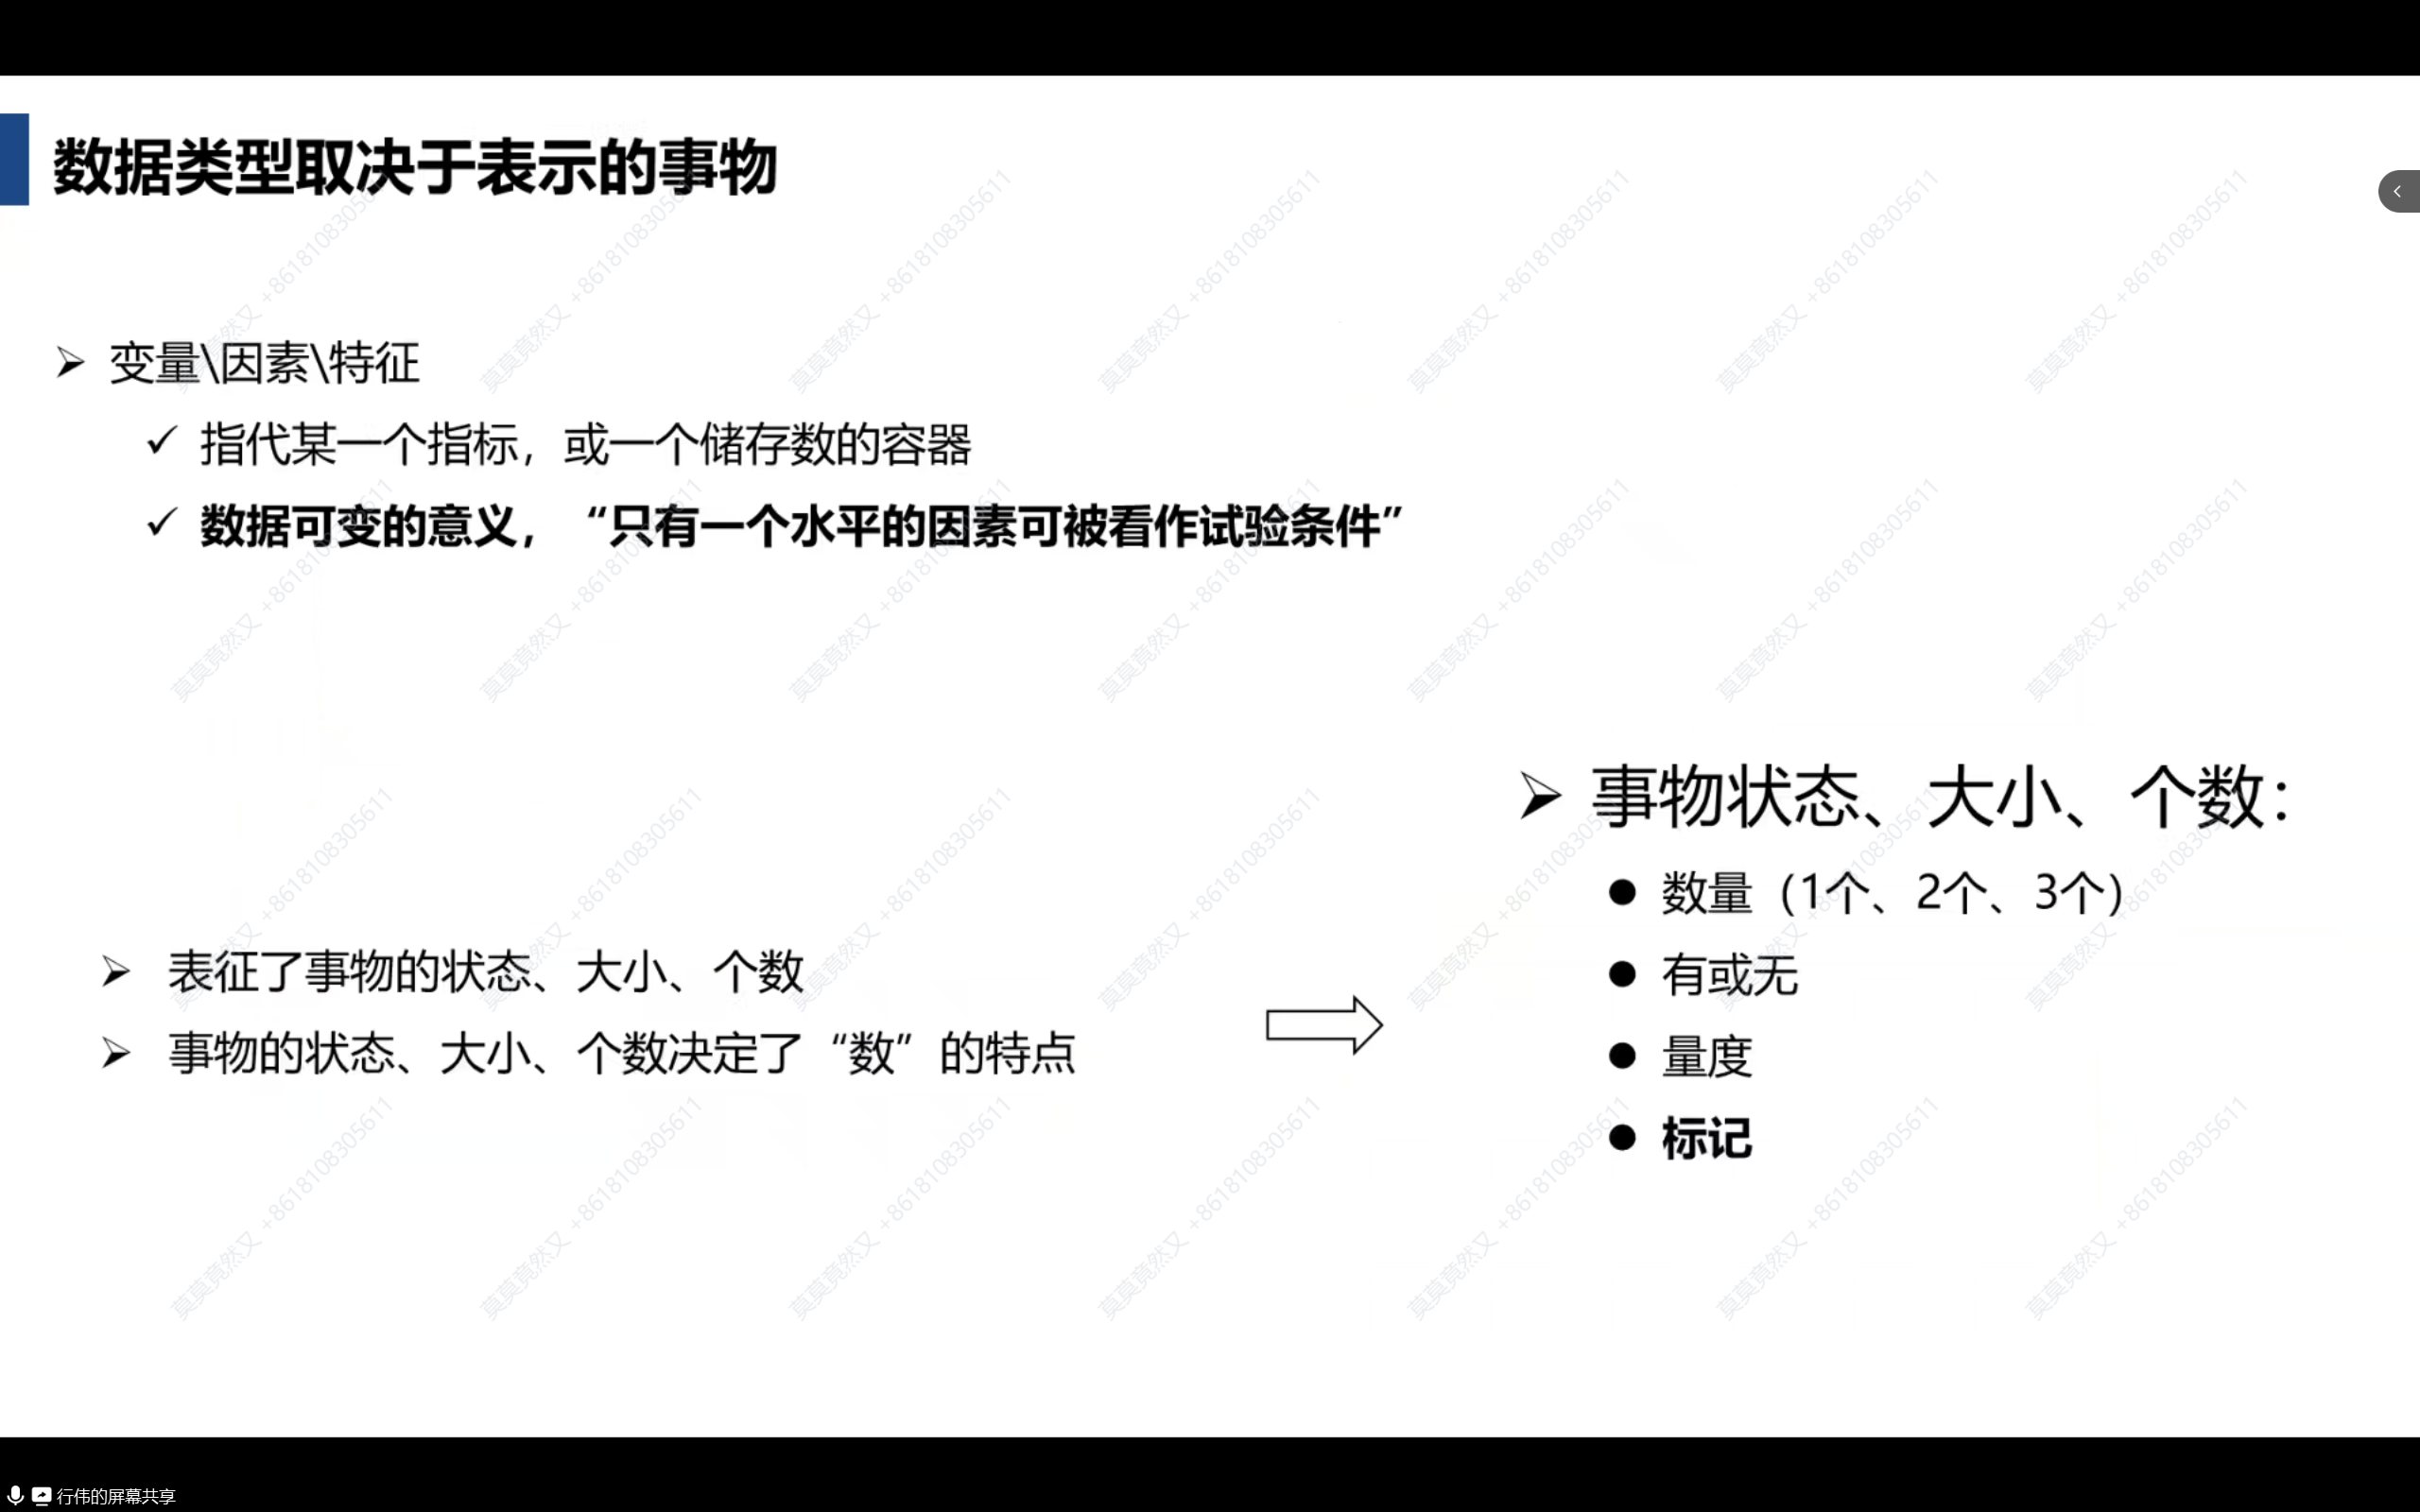 数据类型取决于表示的事物
变量\因素\特征
指代某一个指标，或一个储存数的容器
数据可变的意义，“只有一个水平的因素可被看作试验条件”
表征了事物的状态、大小、个数
事物的状态、大小、个数决定了“数”的特点
事物状态、大小、个数：
数量（1个、2个、3个）
有或无
量度
标记
行伟的屏幕共享